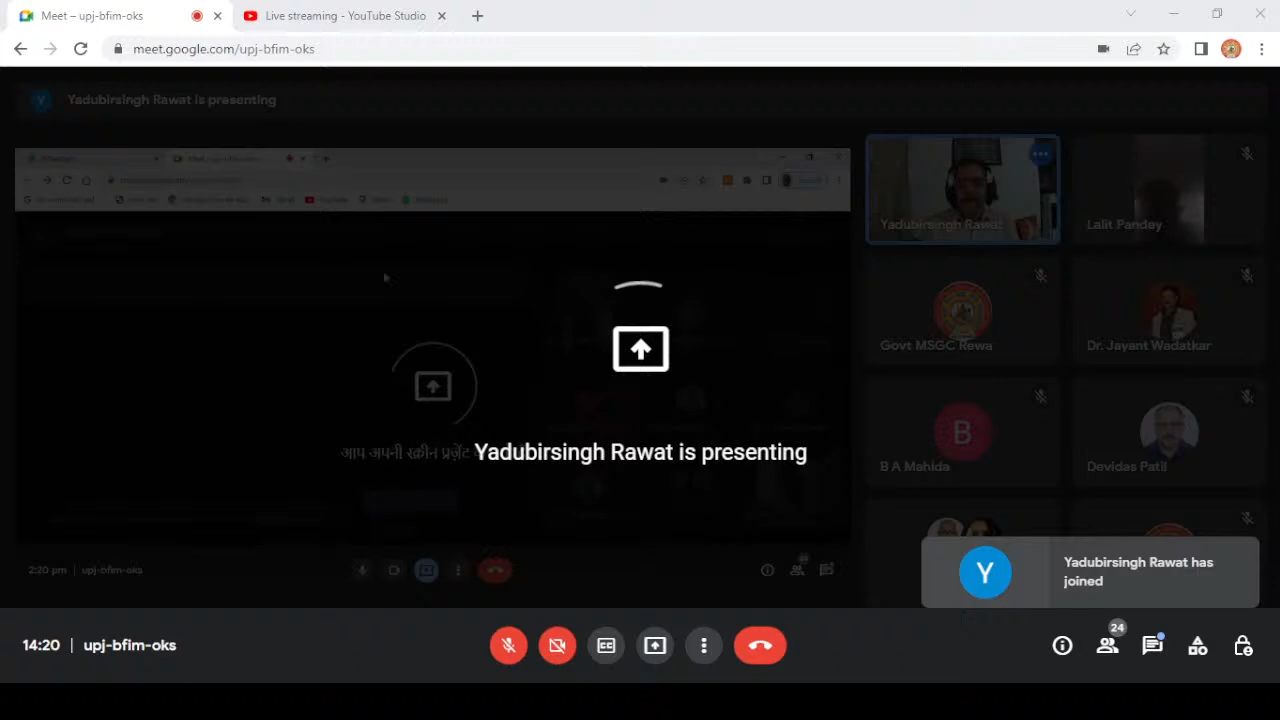 Meet – upj-bfim-oks
Live streaming - YouTube Studio
meet.google.com/upj-bfim-oks
Y
Yadubirsingh Rawat is presenting
Yadubirsingh Rawat
Lalit Pandey
Govt MSGC Rewa
Dr. Jayant Wadatkar
आप अपनी स्क्रीन प्रज़ेंट
Yadubirsingh Rawat is presenting
B
B A Mahida
Devidas Patil
2:20 pm | upj-bfim-oks
Y
Yadubirsingh Rawat has
joined
14:20 | upj-bfim-oks
CC
24